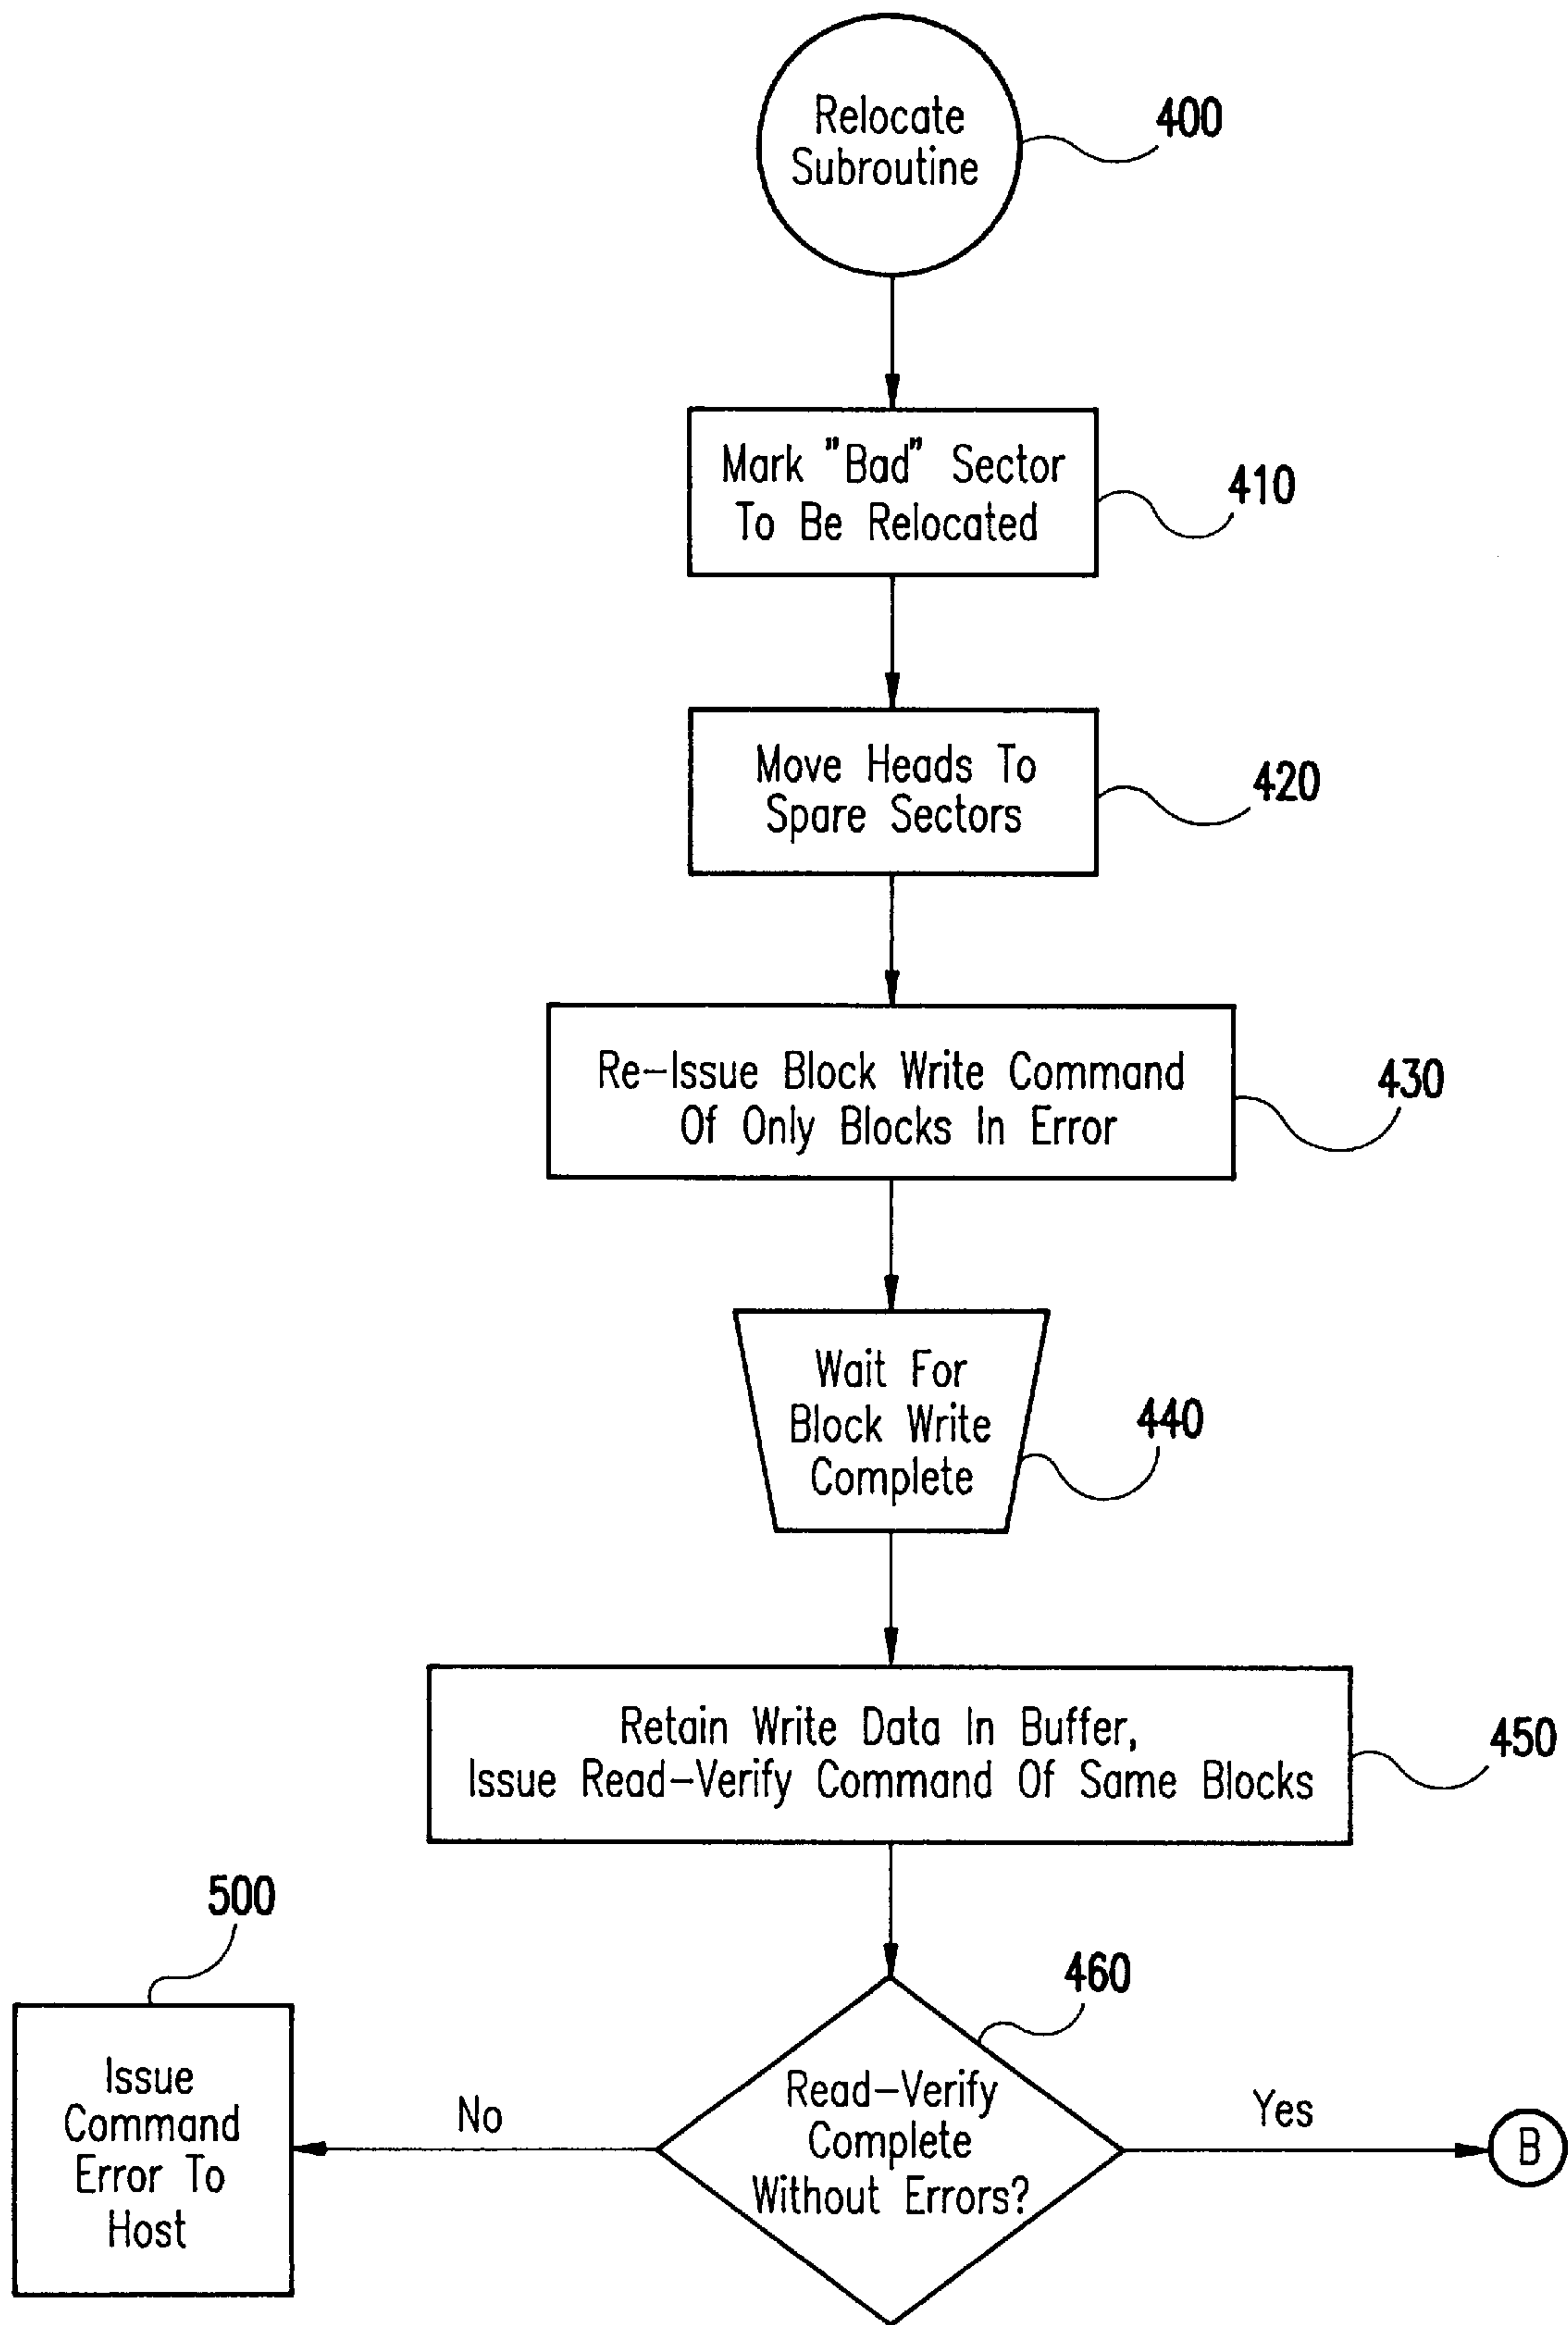 Relocate
Subroutine
400
Mark "Bad" Sector
To Be Relocated
410
Move Heads To
Spare Sectors
420
Re-Issue Block Write Command
Of Only Blocks In Error
430
Wait For
Block Write
Complete
440
Retain Write Data In Buffer,
Issue Read-Verify Command Of Same Blocks
450
500
Issue
Command
Error To
Host
No
460
Read-Verify
Complete
Without Errors?
Yes
B